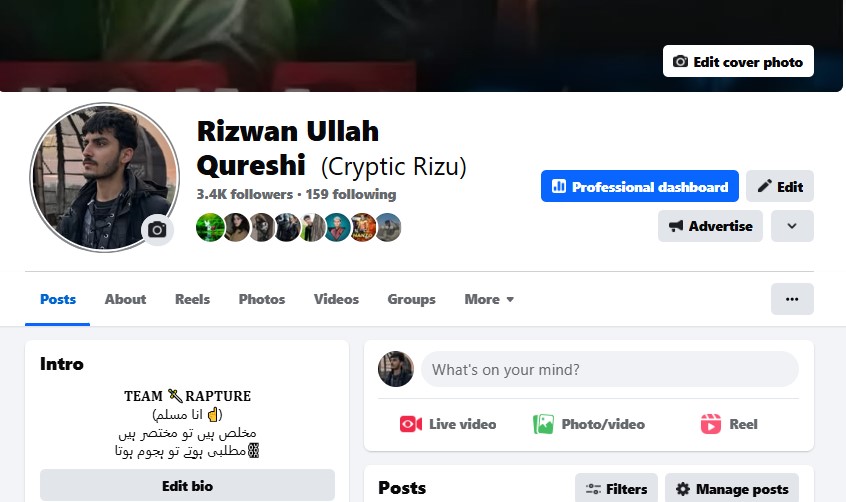 Edit cover photo
Rizwan Ullah
Qureshi (Cryptic Rizu)
3.4K followers • 159 following
Professional dashboard
Edit
Advertise
Posts
About
Reels
Photos
Videos
Groups
More
Intro
TEAM 🗡 RAPTURE
(انا مسلم ☝)
مخلص ہیں تو مختصر ہیں
مطلبی ہوتے تو ہجوم ہوتا
Edit bio
What's on your mind?
Live video
Photo/video
Reel
Posts
Filters
Manage posts